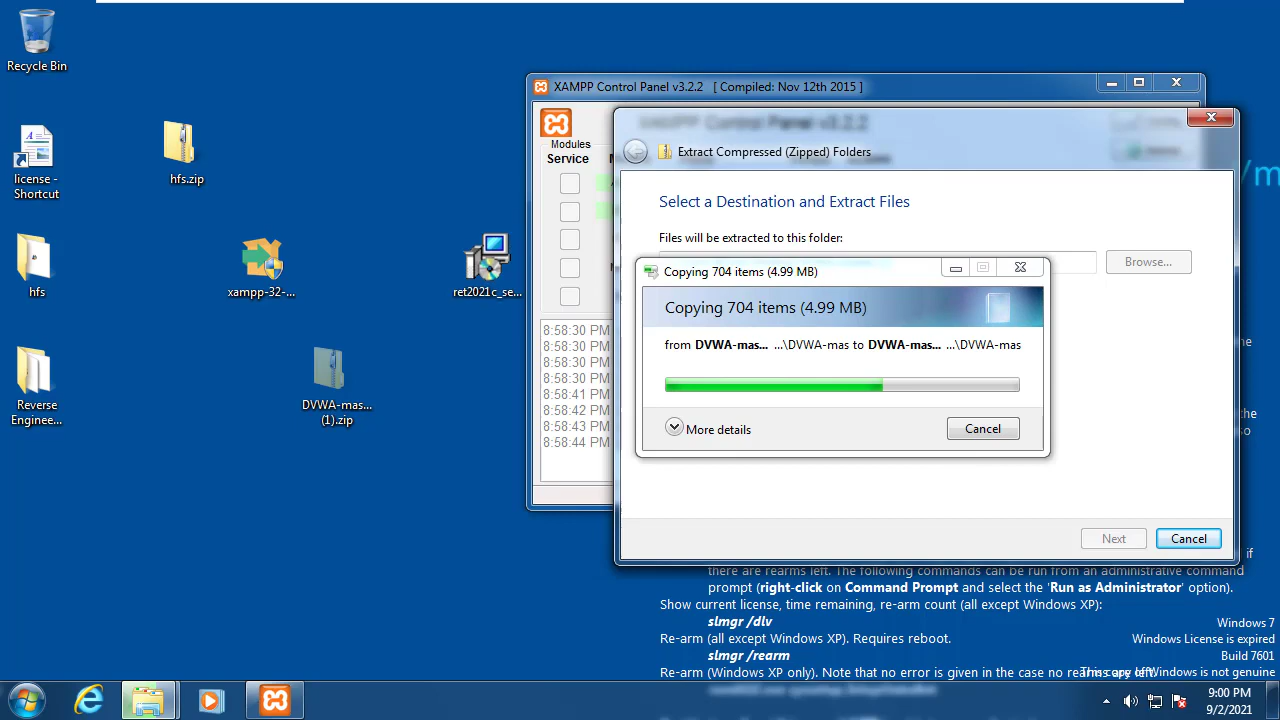 Recycle Bin
license -
Shortcut
hfs.zip
hfs
xampp-32-...
ret2021c_se...
Reverse
Enginee...
DVWA-mas...
(1).zip
XAMPP Control Panel v3.2.2 [ Compiled: Nov 12th 2015 ]
Modules
Service
8:58:30 PM
8:58:30 PM
8:58:30 PM
8:58:30 PM
8:58:41 PM
8:58:42 PM
8:58:43 PM
8:58:44 PM
XAMPP Control Panel v3.2.2
Extract Compressed (Zipped) Folders
Select a Destination and Extract Files
Files will be extracted to this folder:
Browse...
Copying 704 items (4.99 MB)
Copying 704 items (4.99 MB)
from DVWA-mas... ...\DVWA-mas to DVWA-mas... ...\DVWA-mas
More details
Cancel
Next
Cancel
/m
he
the
so
if
there are rearms left. The following commands can be run from an administrative command
prompt (right-click on Command Prompt and select the 'Run as Administrator' option).
Show current license, time remaining, re-arm count (all except Windows XP):
slmgr /dlv
Re-arm (all except Windows XP). Requires reboot.
slmgr /rearm
Re-arm (Windows XP only). Note that no error is given in the case no rearms are left.
Windows 7
Windows License is expired
Build 7601
This copy of Windows is not genuine
9:00 PM
9/2/2021